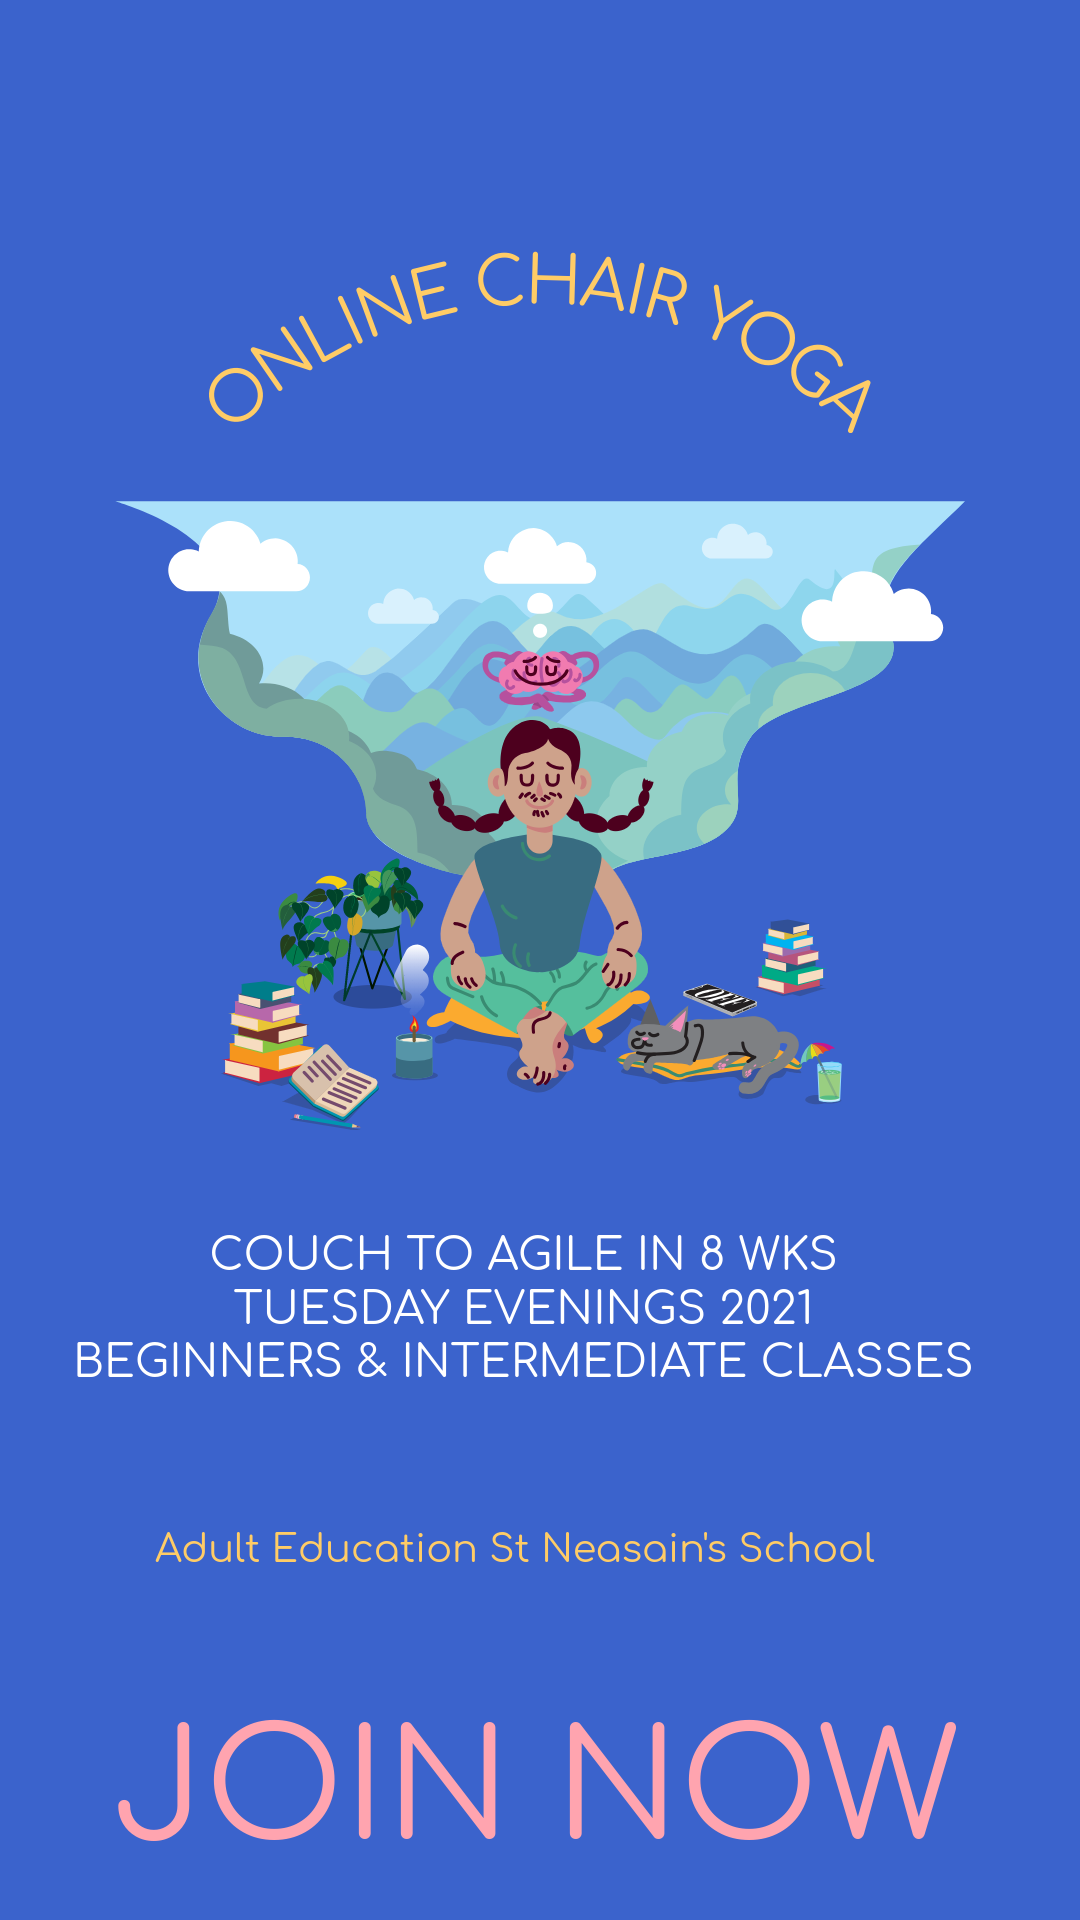 ONLINE CHAIR YOGA
OFF
COUCH TO AGILE IN 8 WKS
TUESDAY EVENINGS 2021
BEGINNERS & INTERMEDIATE CLASSES
Adult Education St Neasain's School
JOIN NOW